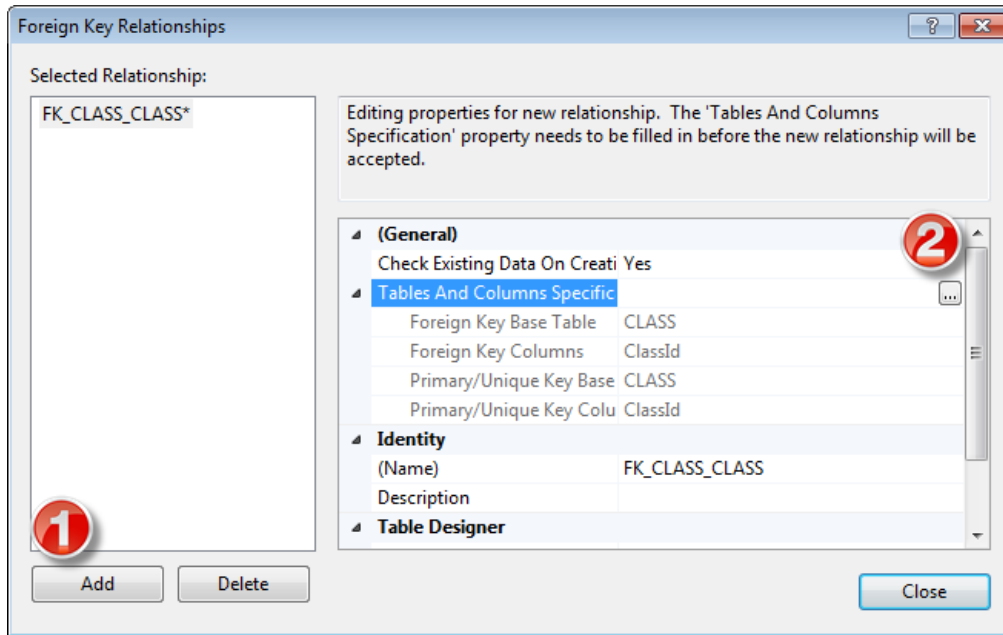 Foreign Key Relationships
?
Selected Relationship:
FK_CLASS_CLASS*
Editing properties for new relationship. The 'Tables And Columns
Specification' property needs to be filled in before the new relationship will be
accepted.
(General)
2
Check Existing Data On Creati Yes
Tables And Columns Specific ...
Foreign Key Base Table CLASS
Foreign Key Columns ClassId
Primary/Unique Key Base CLASS
Primary/Unique Key Colu ClassId
Identity
(Name) FK_CLASS_CLASS
Description
Table Designer
1
Add Delete
Close